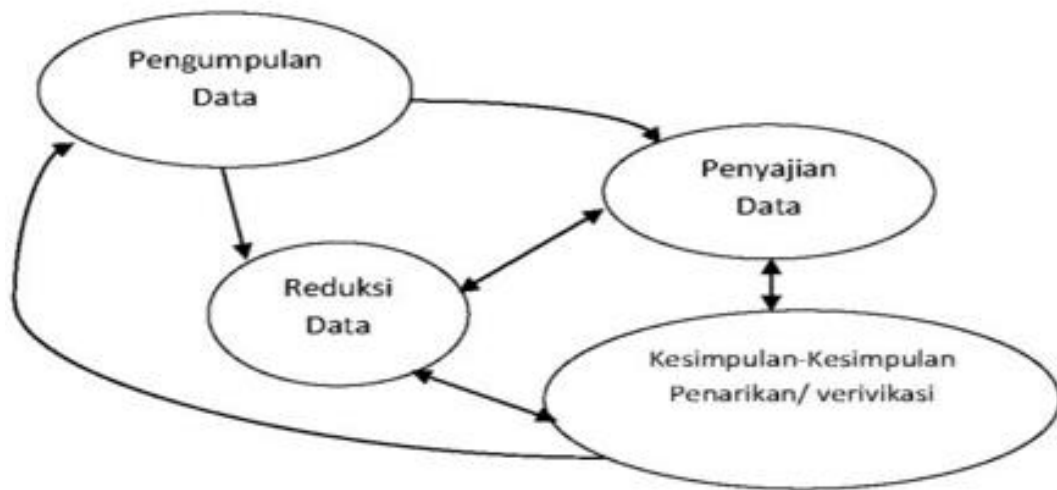 Pengumpulan
Data
Penyajian
Data
Reduksi
Data
Kesimpulan-Kesimpulan
Penarikan/ verivikasi